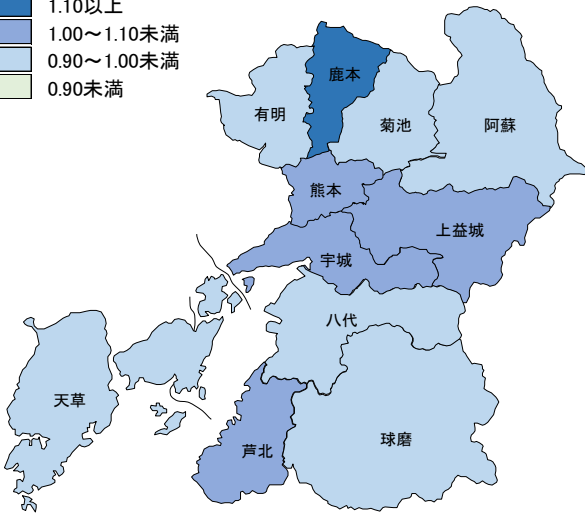 1.10以上
1.00～1.10未満
0.90～1.00未満
0.90未満
鹿本
有明
菊池
阿蘇
熊本
上益城
宇城
八代
天草
芦北
球磨